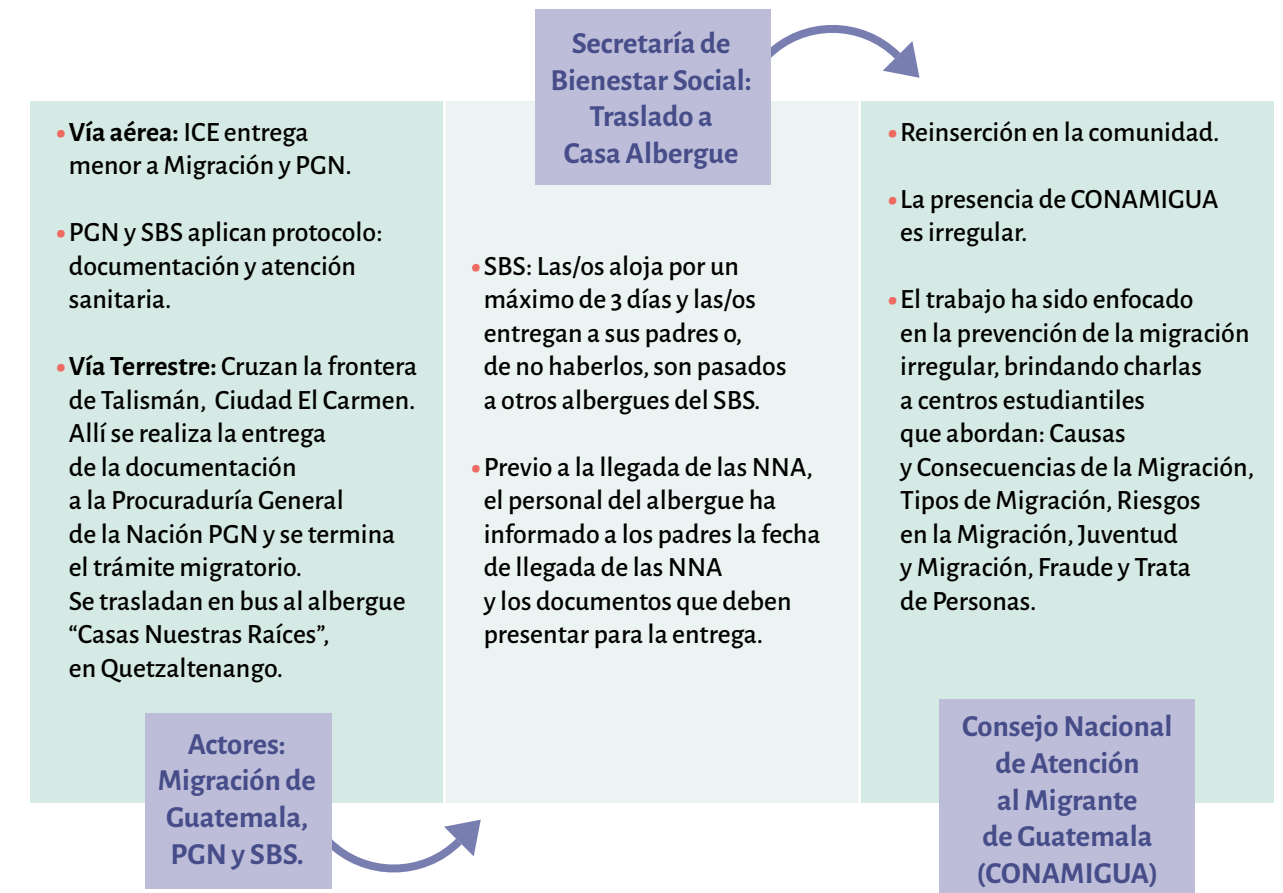 • Vía aérea: ICE entrega
menor a Migración y PGN.
• PGN y SBS aplican protocolo:
documentación y atención
sanitaria.
• Vía Terrestre: Cruzan la frontera
de Talismán, Ciudad El Carmen.
Allí se realiza la entrega
de la documentación
a la Procuraduría General
de la Nación PGN y se termina
el trámite migratorio.
Se trasladan en bus al albergue
“Casas Nuestras Raíces”,
en Quetzaltenango.
Actores:
Migración de
Guatemala,
PGN y SBS.
Secretaría de
Bienestar Social:
Traslado a
Casa Albergue
• SBS: Las/os aloja por un
máximo de 3 días y las/os
entregan a sus padres o,
de no haberlos, son pasados
a otros albergues del SBS.
• Previo a la llegada de las NNA,
el personal del albergue ha
informado a los padres la fecha
de llegada de las NNA
y los documentos que deben
presentar para la entrega.
• Reinserción en la comunidad.
• La presencia de CONAMIGUA
es irregular.
• El trabajo ha sido enfocado
en la prevención de la migración
irregular, brindando charlas
a centros estudiantiles
que abordan: Causas
y Consecuencias de la Migración,
Tipos de Migración, Riesgos
en la Migración, Juventud
y Migración, Fraude y Trata
de Personas.
Consejo Nacional
de Atención
al Migrante
de Guatemala
(CONAMIGUA)